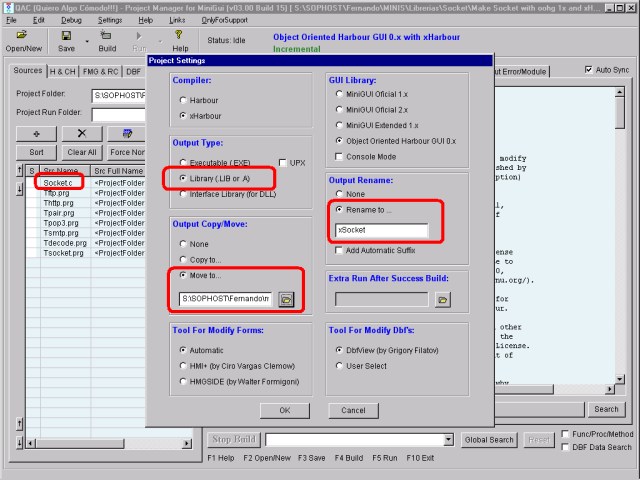 QAC (Quiero Algo Cómodo!!!) - Project Manager for MiniGui (v03.00 Build 15) [ S:\SOPHOST\Fernando\MINIS\Librerias\Socket\Make Socket with oohg 1x and xH...
File Edit Debug Settings Help Links OnlyForSupport
Open/New Save Build Run Help
Status: Idle
Object Oriented Harbour GUI 0.x with xHarbour
Incremental
Project Settings
Sources H & CH FMG & RC DBF
ut Error/Module
Auto Sync
Project Folder:
S:\SOPHOST\F
Project Run Folder:
Sort Clear All Force Non
S Src Name Src Full Name
Socket.c <ProjectFolder
Tftp.prg <ProjectFolder
Thttp.prg <ProjectFolder
Tpair.prg <ProjectFolder
Tpop3.prg <ProjectFolder
Tsmtp.prg <ProjectFolder
Tdecode.prg <ProjectFolder
Tsocket.prg <ProjectFolder
Compiler:
Harbour
xHarbour
Output Type:
Executable (.EXE)
UPX
Library (.LIB or .A)
Interface Library (for DLL)
Output Copy/Move:
None
Copy to...
Move to...
S:\SOPHOST\Fernando\m
Tool For Modify Forms:
Automatic
HMI+ (by Ciro Vargas Clemow)
HMGSIDE (by Walter Formigoni)
GUI Library:
MiniGUI Oficial 1.x
MiniGUI Oficial 2.x
MiniGUI Extended 1.x
Object Oriented Harbour GUI 0.x
Console Mode
Output Rename:
None
Rename to ...
xSocket
Add Automatic Suffix
Extra Run After Success Build:
Tool For Modify Dbf's:
DbfView (by Grigory Filatov)
User Select
OK Cancel
modify
shed by
ption)
l,
f
ense
e to
0,
nu.org/).
for
ur.
other
the
License.
t of
why
Search
Stop Build
Global Search
Reset
Func/Proc/Method
DBF Data Search
F1 Help F2 Open/New F3 Save F4 Build F5 Run F10 Exit